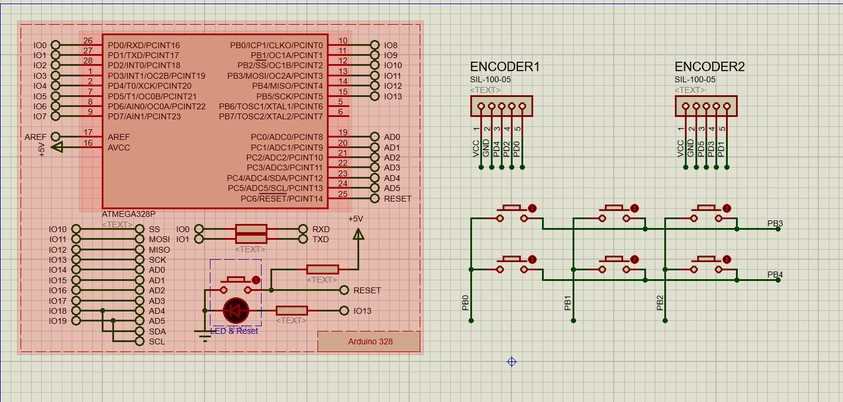 IO0 26 PD0/RXD/PCINT16 PB0/ICP1/CLKO/PCINT0 10 IO8
IO1 27 PD1/TXD/PCINT17 PB1/OC1A/PCINT1 11 IO9
IO2 28 PD2/INT0/PCINT18 PB2/SS/OC1B/PCINT2 12 IO10
IO3 1 PD3/INT1/OC2B/PCINT19 PB3/MOSI/OC2A/PCINT3 13 IO11
IO4 2 PD4/T0/XCK/PCINT20 PB4/MISO/PCINT4 14 IO12
IO5 7 PD5/T1/OC0B/PCINT21 PB5/SCK/PCINT5 15 IO13
IO6 8 PD6/AIN0/OC0A/PCINT22 PB6/TOSC1/XTAL1/PCINT6 5
IO7 9 PD7/AIN1/PCINT23 PB7/TOSC2/XTAL2/PCINT7 6
AREF 17 AREF PC0/ADC0/PCINT8 19 AD0
+5V 16 AVCC PC1/ADC1/PCINT9 20 AD1
PC2/ADC2/PCINT10 21 AD2
PC3/ADC3/PCINT11 22 AD3
PC4/ADC4/SDA/PCINT12 23 AD4
PC5/ADC5/SCL/PCINT13 24 AD5
PC6/RESET/PCINT14 25 RESET
ATMEGA328P
<TEXT>
IO10 SS
IO11 MOSI
IO12 MISO
IO13 SCK
IO14 AD0
IO15 AD1
IO16 AD2
IO17 AD3
IO18 AD4
IO19 AD5
SDA
SCL
IO0 RXD
IO1 TXD
<TEXT>
+5V
<TEXT>
RESET
IO13
<TEXT>
LED & Reset
Arduino 328
ENCODER1
SIL-100-05
<TEXT>
1 2 3 4 5
VCC GND PD4 PD2 PD0
ENCODER2
SIL-100-05
<TEXT>
1 2 3 4 5
VCC GND PD5 PD3 PD1
PB3
PB4
PB0 PB1 PB2